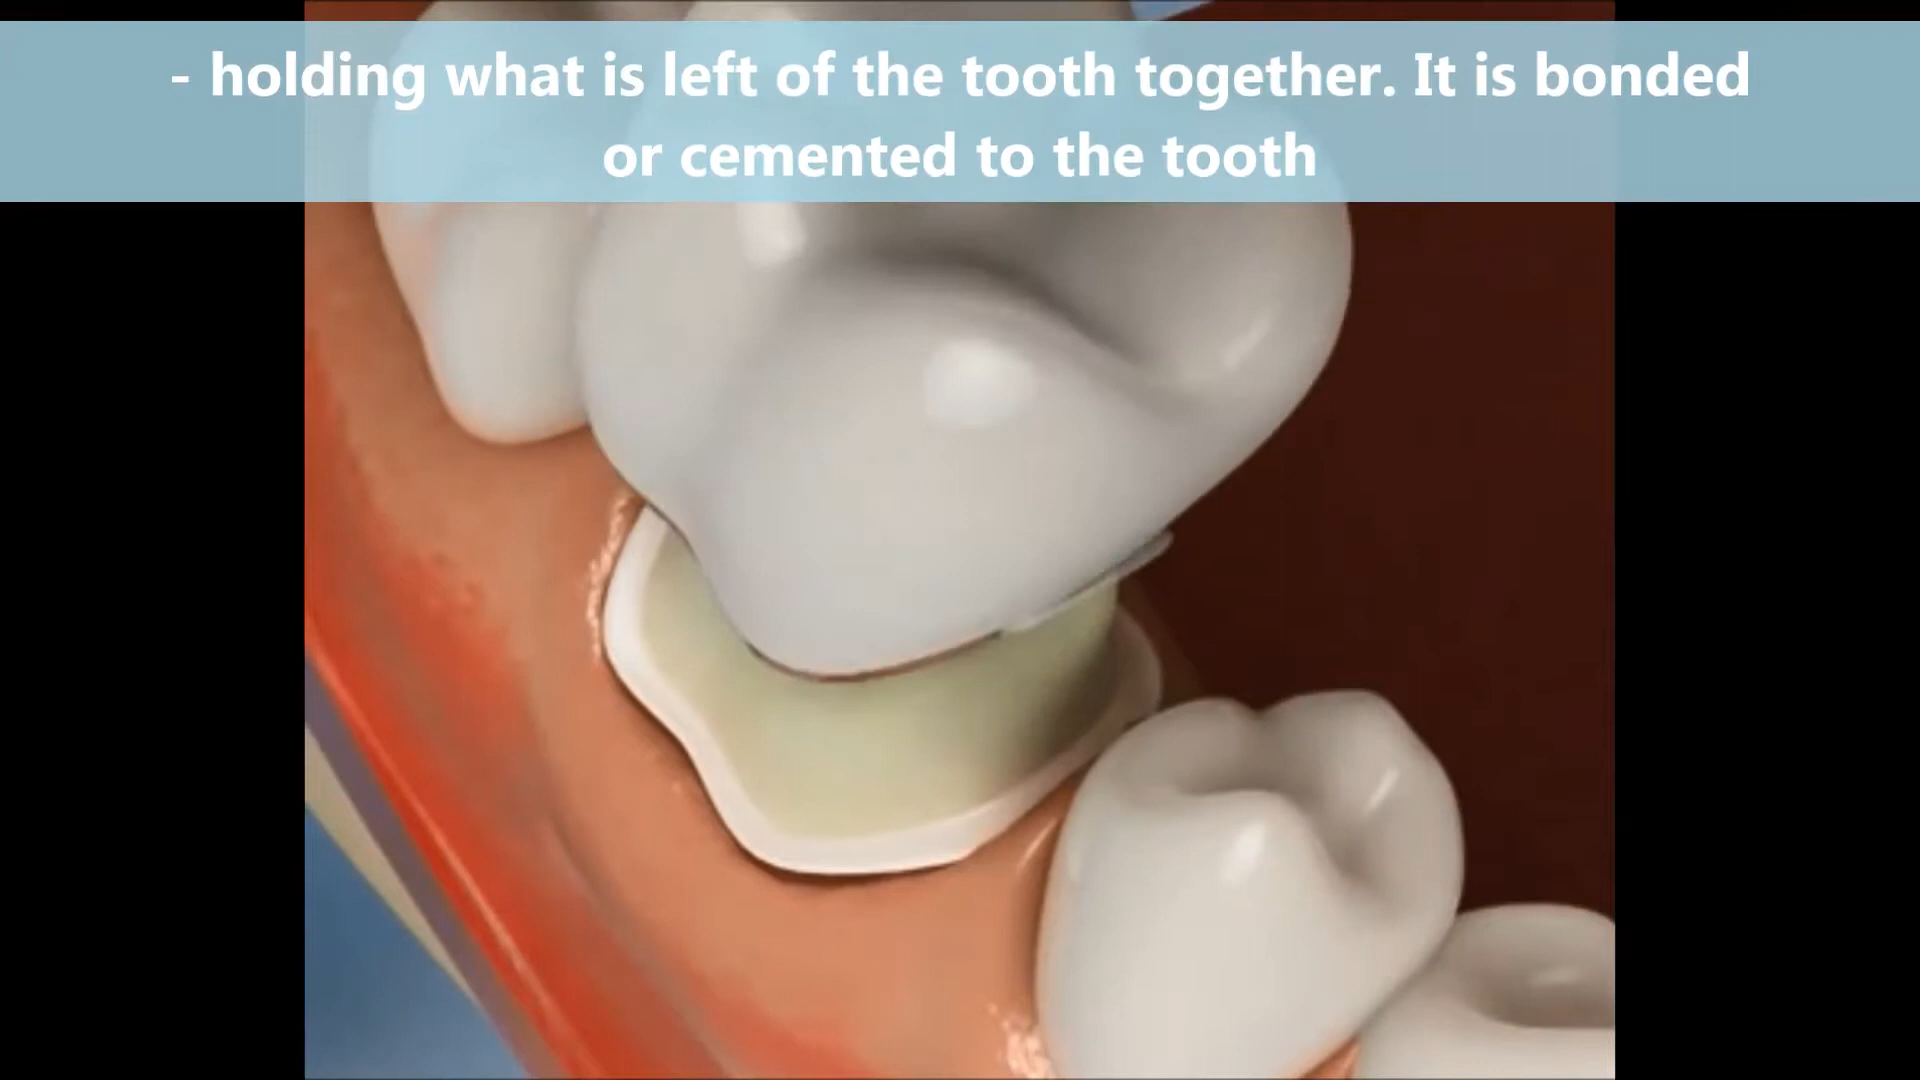 - holding what is left of the tooth together. It is bonded
or cemented to the tooth